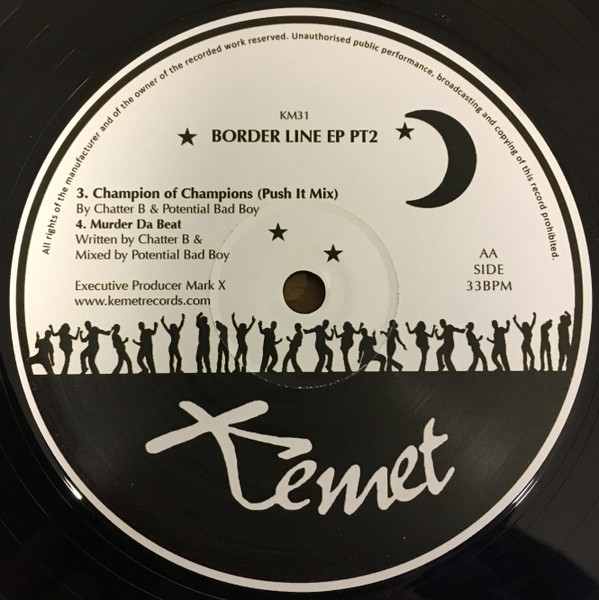 All rights of the manufacturer and of the owner of the recorded work reserved. Unauthorised public performance, broadcasting and copying of this record prohibited.
KM31
BORDER LINE EP PT2
3. Champion of Champions (Push It Mix)
By Chatter B & Potential Bad Boy
4. Murder Da Beat
Written by Chatter B &
Mixed by Potential Bad Boy
Executive Producer Mark X
www.kemetrecords.com
AA
SIDE
33BPM
Kemet